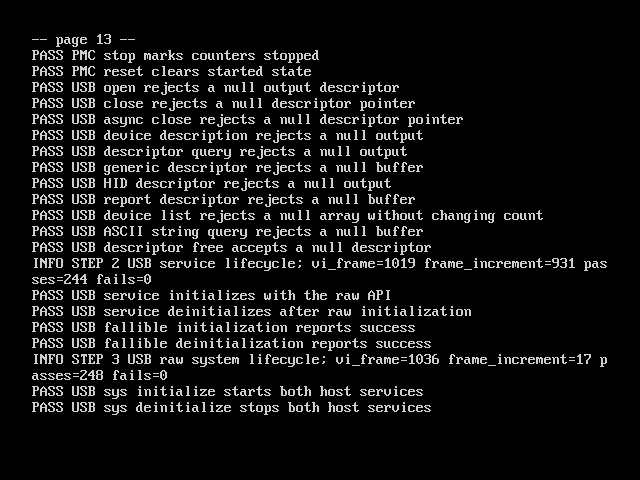 -- page 13 --
PASS PMC stop marks counters stopped
PASS PMC reset clears started state
PASS USB open rejects a null output descriptor
PASS USB close rejects a null descriptor pointer
PASS USB async close rejects a null descriptor pointer
PASS USB device description rejects a null output
PASS USB descriptor query rejects a null output
PASS USB generic descriptor rejects a null buffer
PASS USB HID descriptor rejects a null output
PASS USB report descriptor rejects a null buffer
PASS USB device list rejects a null array without changing count
PASS USB ASCII string query rejects a null buffer
PASS USB descriptor free accepts a null descriptor
INFO STEP 2 USB service lifecycle; vi_frame=1019 frame_increment=931 pas
ses=244 fails=0
PASS USB service initializes with the raw API
PASS USB service deinitializes after raw initialization
PASS USB fallible initialization reports success
PASS USB fallible deinitialization reports success
INFO STEP 3 USB raw system lifecycle; vi_frame=1036 frame_increment=17 p
asses=248 fails=0
PASS USB sys initialize starts both host services
PASS USB sys deinitialize stops both host services